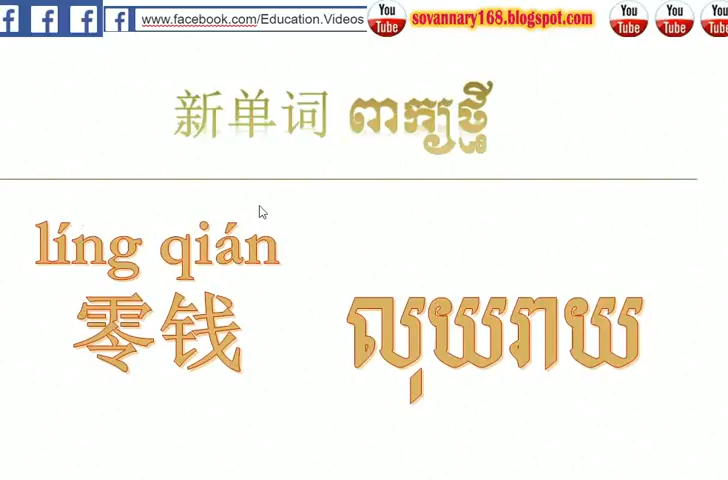 www.facebook.com/Education.Videos You Tube sovannary168.blogspot.com You Tube You Tube You Tube
新单词 ពាក្យថ្មី
líng qián
零钱 លុយរាយ